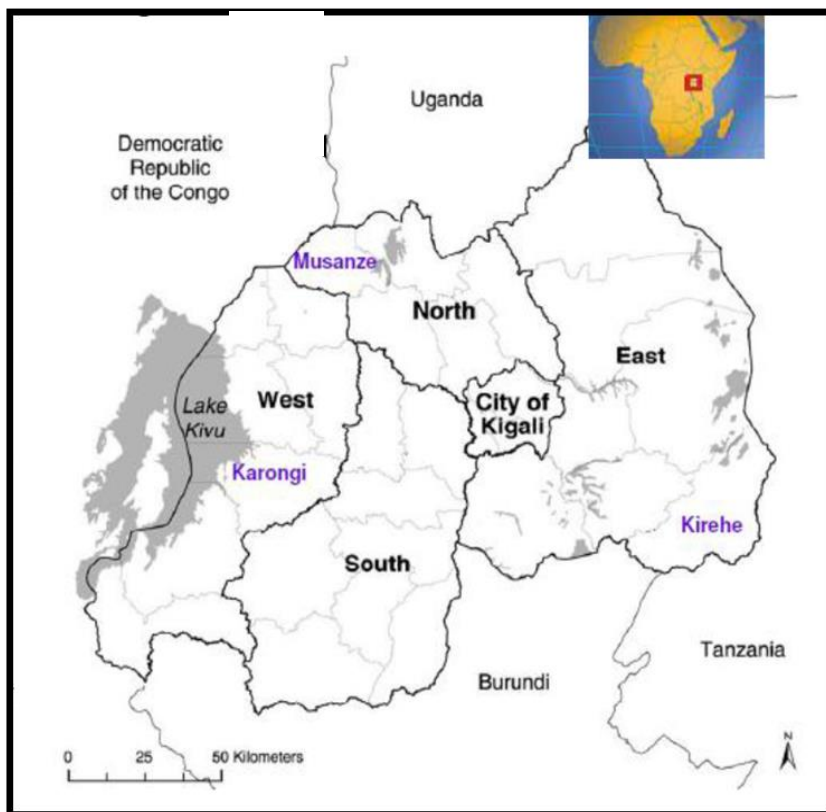 Uganda
Democratic
Republic
of the Congo
Musanze
North
East
West
Lake
Kivu
City of
Kigali
Karongi
Kirehe
South
Tanzania
Burundi
N
0 25 50 Kilometers